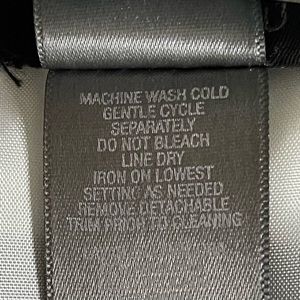 MACHINE WASH COLD
GENTLE CYCLE
SEPARATELY
DO NOT BLEACH
LINE DRY
IRON ON LOWEST
SETTING AS NEEDED
REMOVE DETACHABLE
TRIM PRIOR TO CLEANING